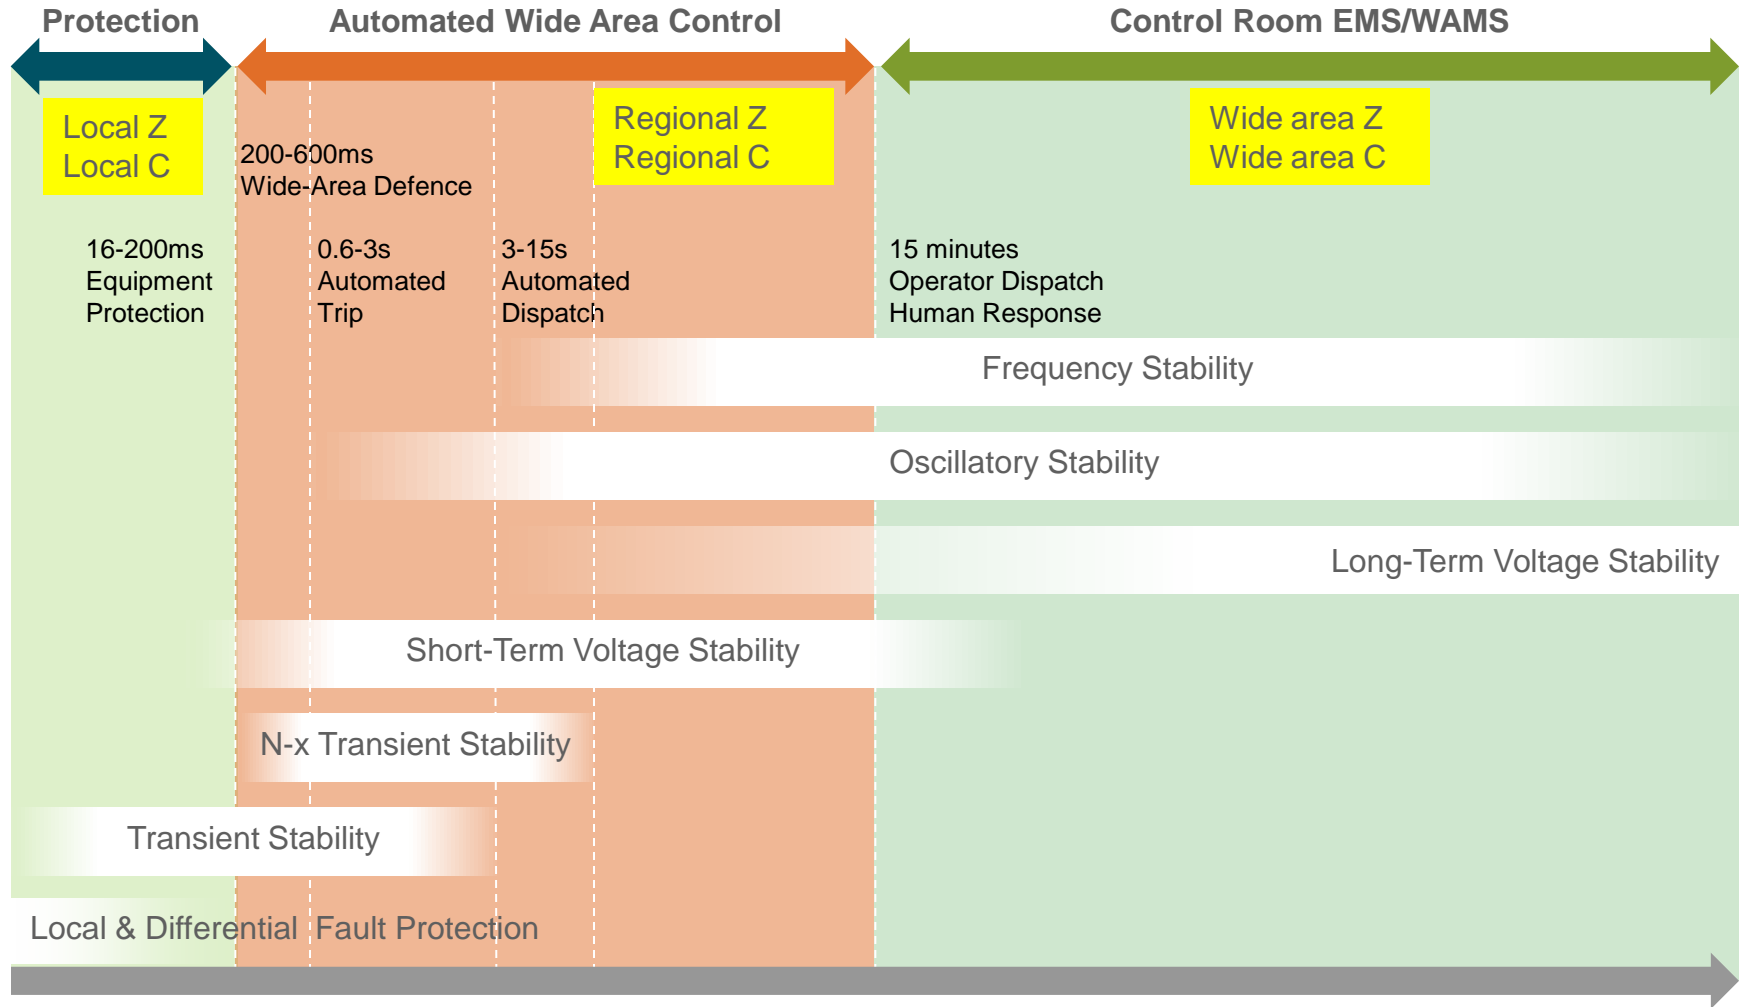 Protection
Automated Wide Area Control
Control Room EMS/WAMS
Local Z
Local C
200-600ms
Wide-Area Defence
Regional Z
Regional C
Wide area Z
Wide area C
16-200ms
Equipment
Protection
0.6-3s
Automated
Trip
3-15s
Automated
Dispatch
15 minutes
Operator Dispatch
Human Response
Frequency Stability
Oscillatory Stability
Long-Term Voltage Stability
Short-Term Voltage Stability
N-x Transient Stability
Transient Stability
Local & Differential Fault Protection